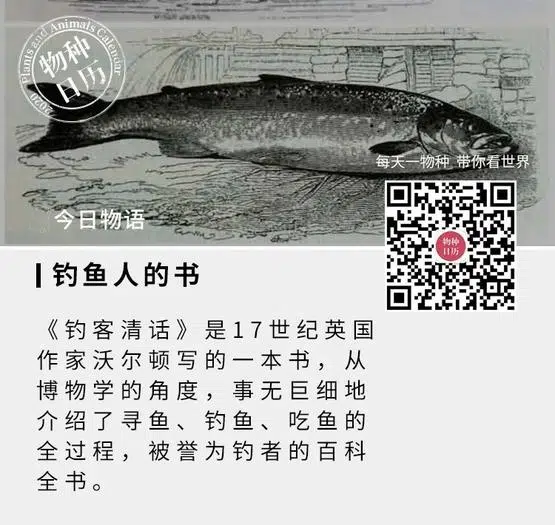 2020 Plants and Animals Calendar
物种
日历
每天一物种 带你看世界
今日物语
物种
日历
钓鱼人的书
《钓客清话》是17世纪英国
作家沃尔顿写的一本书，从
博物学的角度，事无巨细地
介绍了寻鱼、钓鱼、吃鱼的
全过程，被誉为钓者的百科
全书。